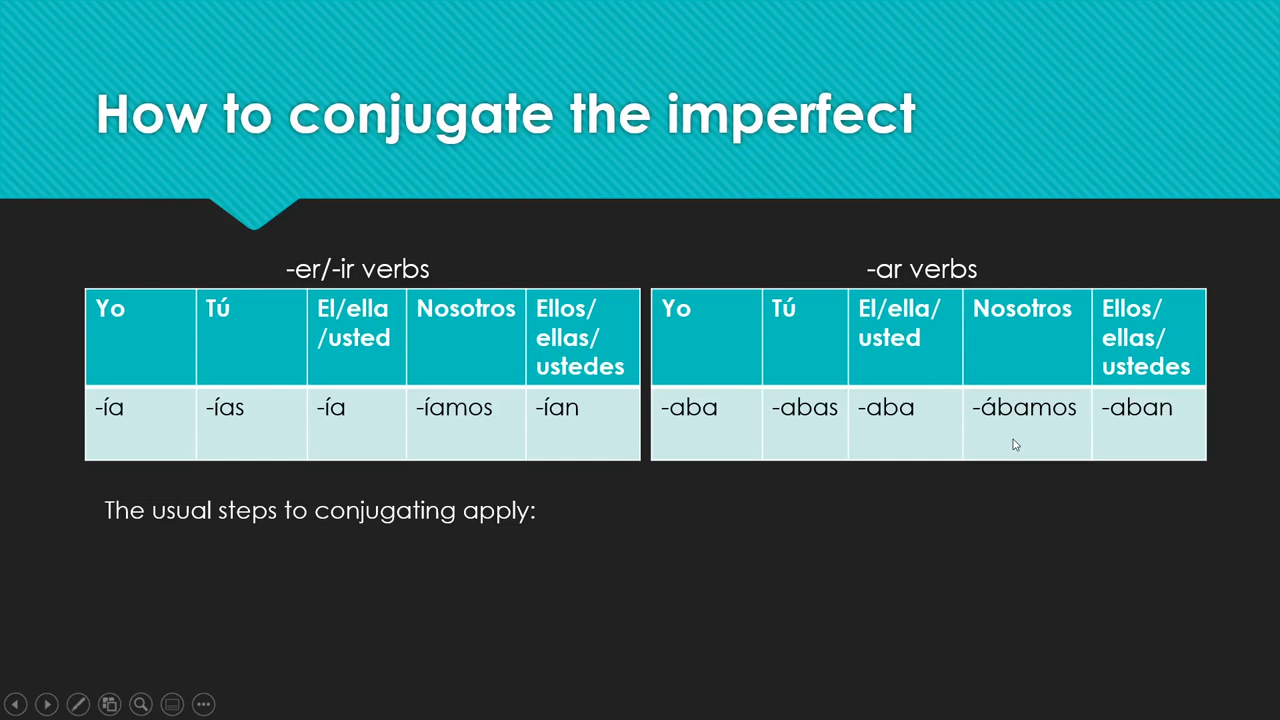 How to conjugate the imperfect
-er/-ir verbs
Yo Tú El/ella /usted Nosotros Ellos/ ellas/ ustedes
-ía -ías -ía -íamos -ían
-ar verbs
Yo Tú El/ella/ usted Nosotros Ellos/ ellas/ ustedes
-aba -abas -aba -ábamos -aban
The usual steps to conjugating apply: